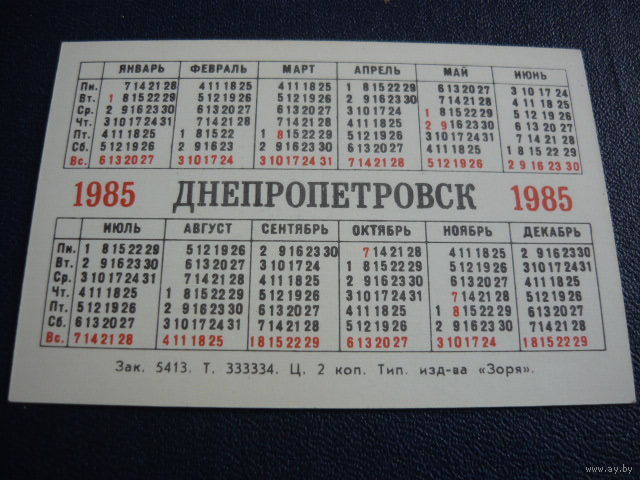 ЯНВАРЬ ФЕВРАЛЬ МАРТ АПРЕЛЬ МАЙ ИЮНЬ
Пн. 7 14 21 28 4 11 18 25 4 11 18 25 1 8 15 22 29 6 13 20 27 3 10 17 24
Вт. 1 8 15 22 29 5 12 19 26 5 12 19 26 2 9 16 23 30 7 14 21 28 4 11 18 25
Ср. 2 9 16 23 30 6 13 20 27 6 13 20 27 3 10 17 24 1 8 15 22 29 5 12 19 26
Чт. 3 10 17 24 31 7 14 21 28 7 14 21 28 4 11 18 25 2 9 16 23 30 6 13 20 27
Пт. 4 11 18 25 1 8 15 22 1 8 15 22 29 5 12 19 26 3 10 17 24 31 7 14 21 28
Сб. 5 12 19 26 2 9 16 23 2 9 16 23 30 6 13 20 27 4 11 18 25 1 8 15 22 29
Вс. 6 13 20 27 3 10 17 24 3 10 17 24 31 7 14 21 28 5 12 19 26 2 9 16 23 30
1985 ДНЕПРОПЕТРОВСК 1985
ИЮЛЬ АВГУСТ СЕНТЯБРЬ ОКТЯБРЬ НОЯБРЬ ДЕКАБРЬ
Пн. 1 8 15 22 29 5 12 19 26 2 9 16 23 30 7 14 21 28 4 11 18 25 2 9 16 23 30
Вт. 2 9 16 23 30 6 13 20 27 3 10 17 24 1 8 15 22 29 5 12 19 26 3 10 17 24 31
Ср. 3 10 17 24 31 7 14 21 28 4 11 18 25 2 9 16 23 30 6 13 20 27 4 11 18 25
Чт. 4 11 18 25 1 8 15 22 29 5 12 19 26 3 10 17 24 31 7 14 21 28 5 12 19 26
Пт. 5 12 19 26 2 9 16 23 30 6 13 20 27 4 11 18 25 1 8 15 22 29 6 13 20 27
Сб. 6 13 20 27 3 10 17 24 31 7 14 21 28 5 12 19 26 2 9 16 23 30 7 14 21 28
Вс. 7 14 21 28 4 11 18 25 1 8 15 22 29 6 13 20 27 3 10 17 24 1 8 15 22 29
Зак. 5413. Т. 333334. Ц. 2 коп. Тип. изд-ва «Зоря».
www.ay.by